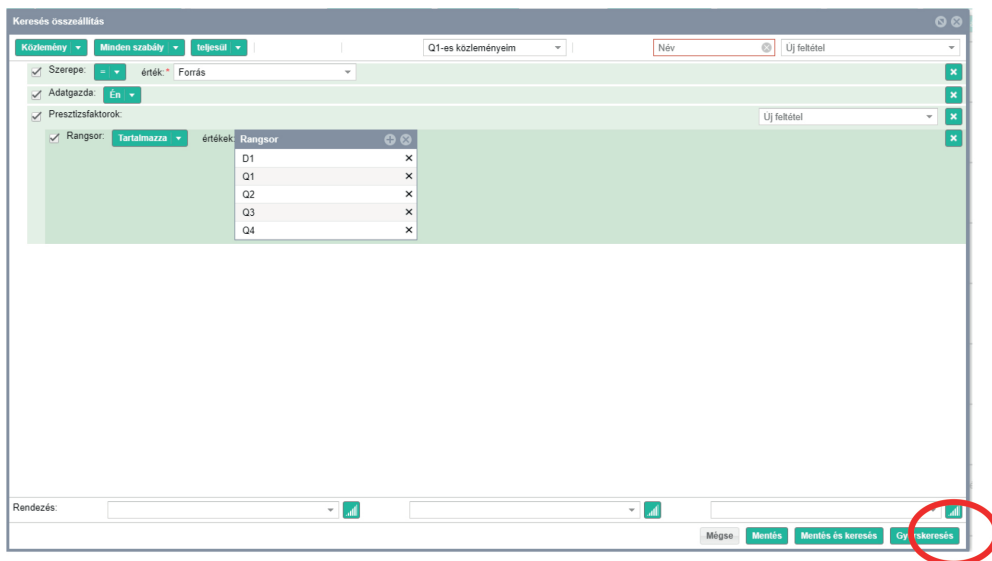 Keresés összeállítás
Közlemény Minden szabály teljesül Q1-es közleményeim Név Új feltétel
Szerepe: = érték:* Forrás
Adatgazda: Én
Presztízsfaktorok: Új feltétel
Rangsor: Tartalmazza értékek: Rangsor
D1
Q1
Q2
Q3
Q4
Rendezés:
Mégse Mentés Mentés és keresés Gyorskeresés